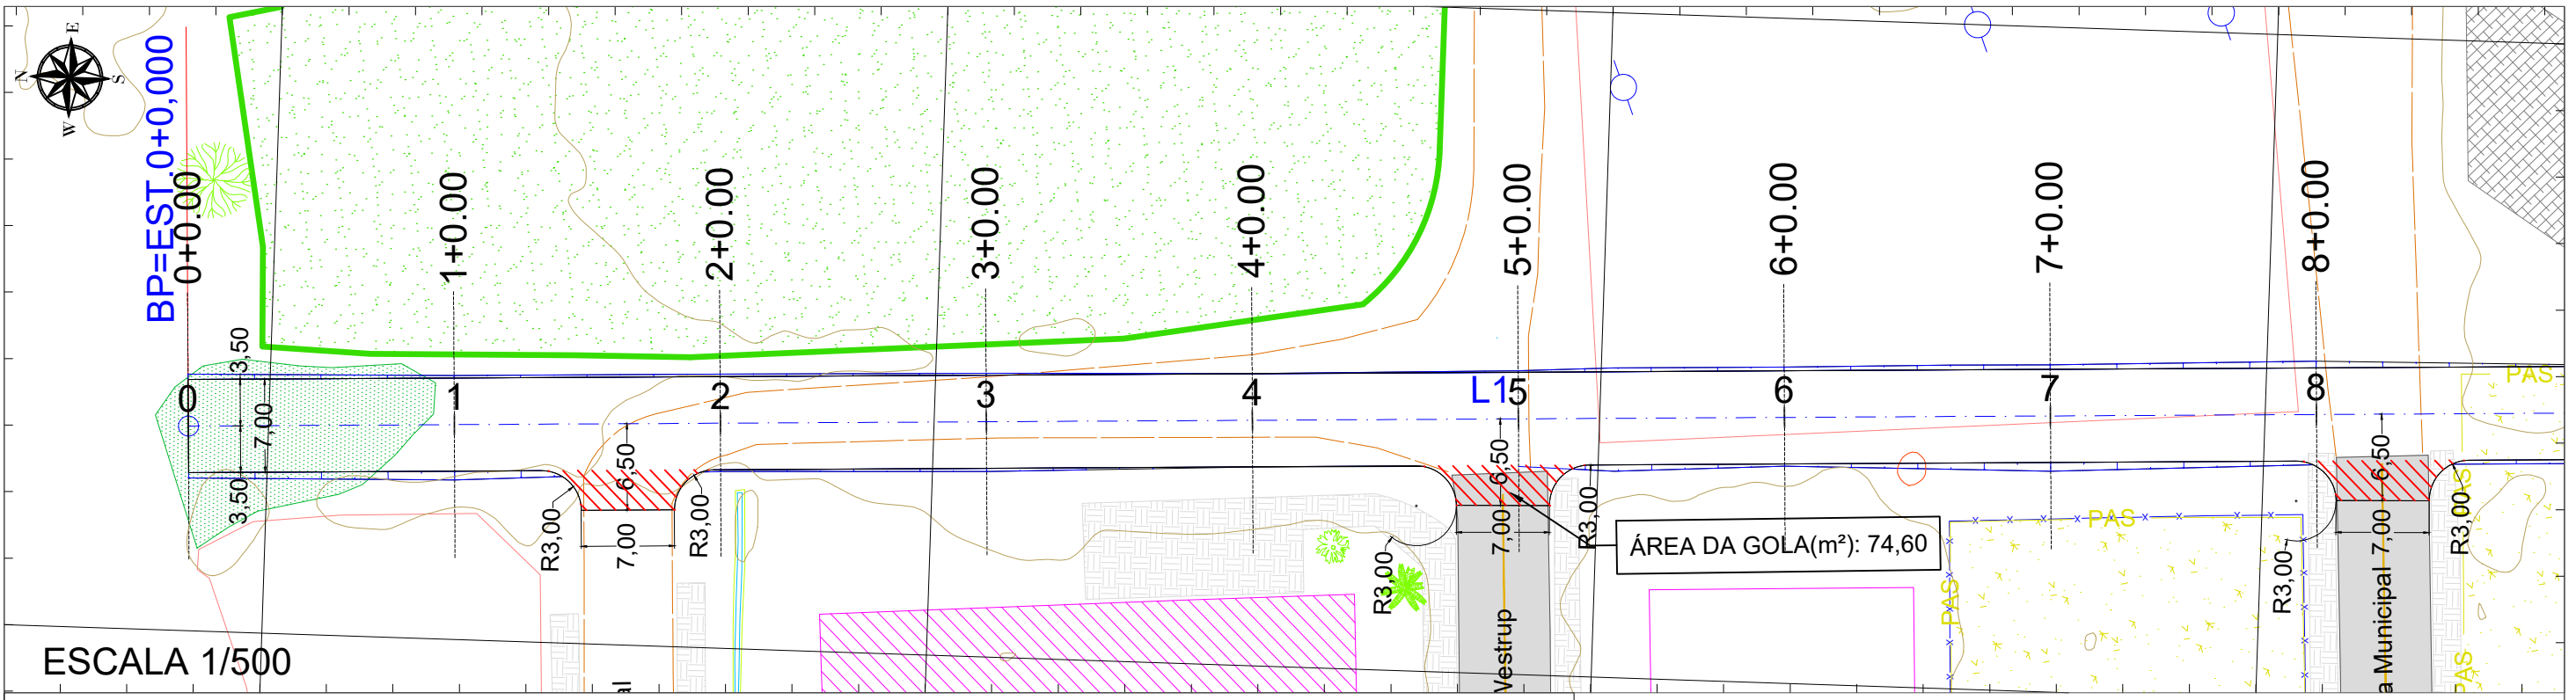 E
N
S
W
BP=EST.0+0,000
0+0.00
1+0.00
2+0.00
3+0.00
4+0.00
5+0.00
6+0.00
7+0.00
8+0.00
3,50
7,00
3,50
0
1
2
3
4
L1
5
6
7
8
PAS
6,50
R3,00
7,00
R3,00
6,50
R3,00
7,00
R3,00
ÁREA DA GOLA(m²): 74,60
PAS
PAS
6,50
R3,00
7,00
R3,00
PAS
PAS
Westrup
a Municipal
al
ESCALA 1/500